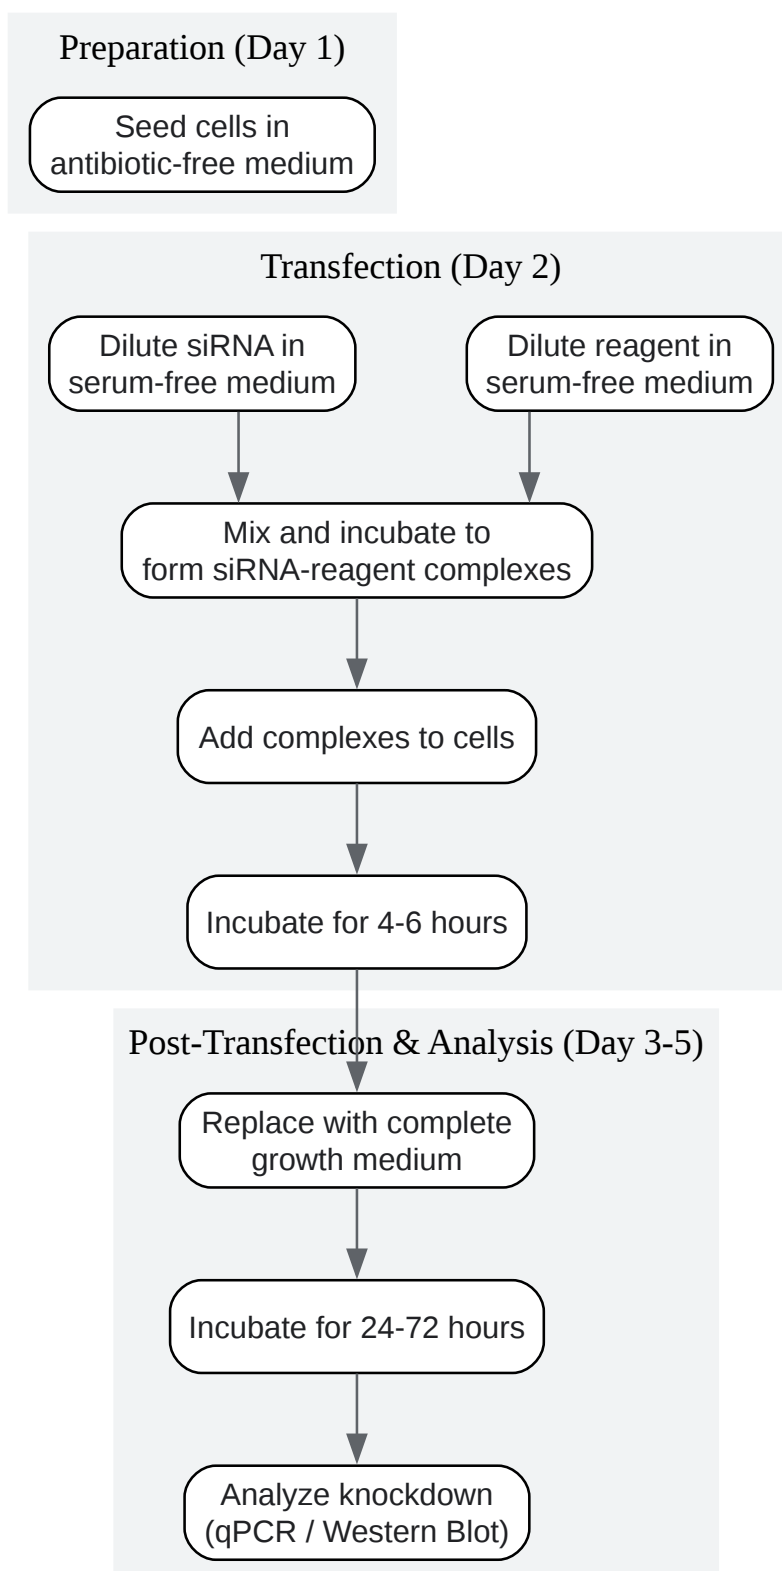 Preparation (Day 1)
Seed cells in
antibiotic-free medium
Transfection (Day 2)
Dilute siRNA in
serum-free medium
Dilute reagent in
serum-free medium
Mix and incubate to
form siRNA-reagent complexes
Add complexes to cells
Incubate for 4-6 hours
Post-Transfection & Analysis (Day 3-5)
Replace with complete
growth medium
Incubate for 24-72 hours
Analyze knockdown
(qPCR / Western Blot)